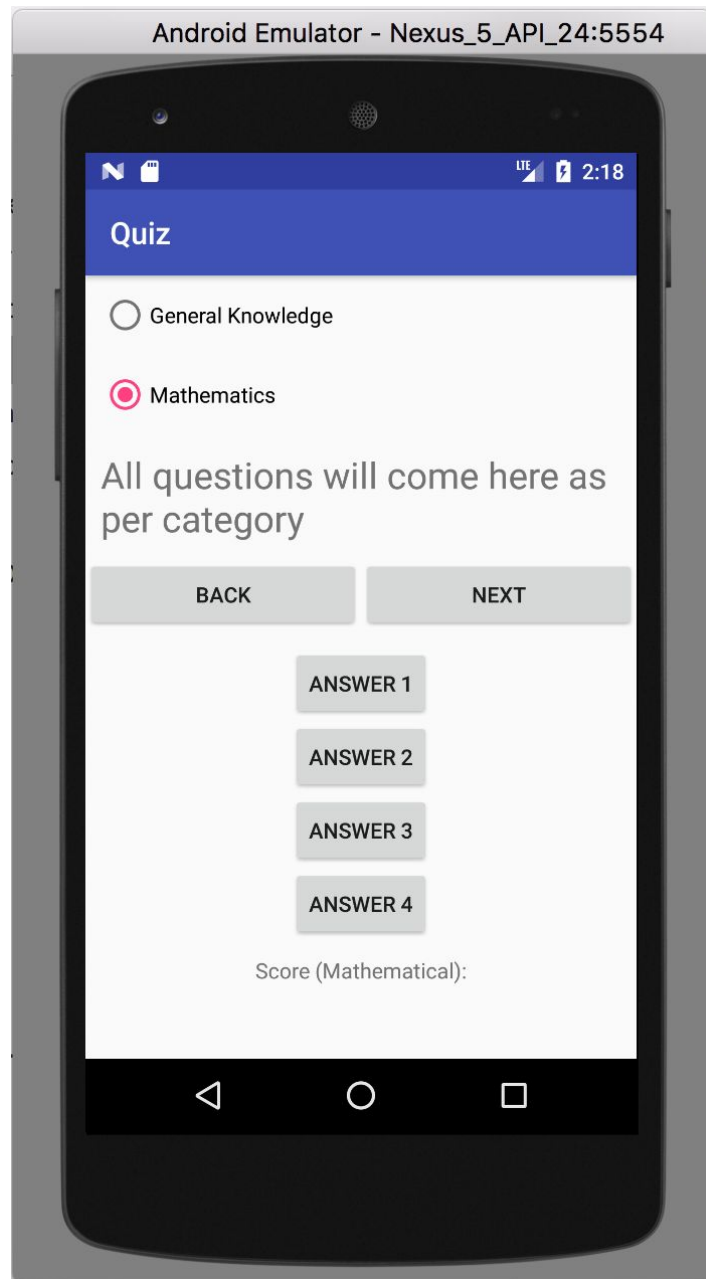 Android Emulator - Nexus_5_API_24:5554
LTE 2:18
Quiz
General Knowledge
Mathematics
All questions will come here as
per category
BACK NEXT
ANSWER 1
ANSWER 2
ANSWER 3
ANSWER 4
Score (Mathematical):